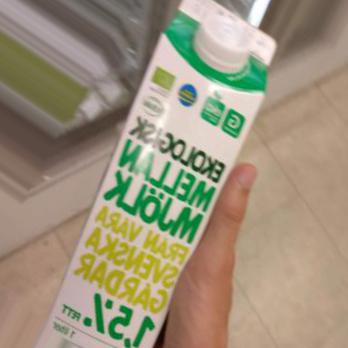 EKOLOGISK
MELLAN
MJÖLK
FRÅN VÅRA
SVENSKA
GÅRDAR
1,5% FETT
1 liter